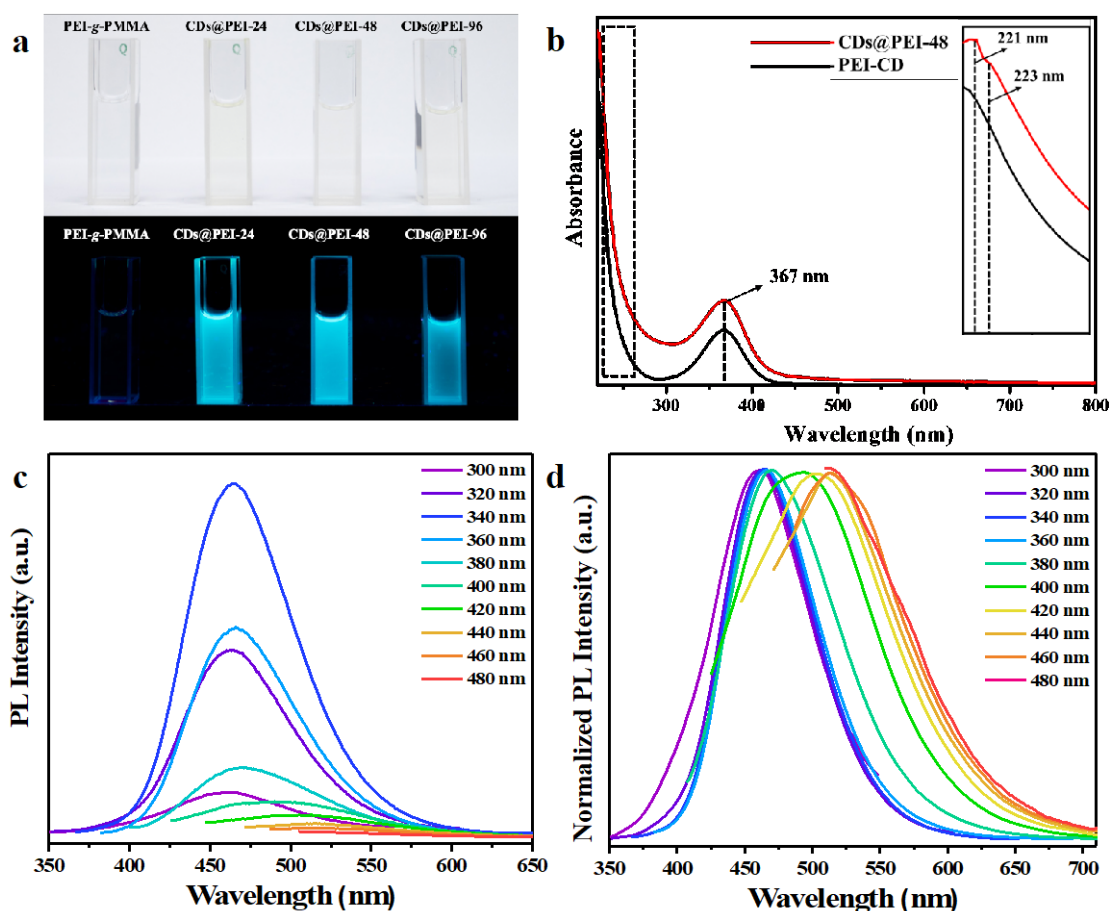 a
PEI-g-PMMA CDs@PEI-24 CDs@PEI-48 CDs@PEI-96
Q Q Q
PEI-g-PMMA CDs@PEI-24 CDs@PEI-48 CDs@PEI-96
b
CDs@PEI-48
PEI-CD
221 nm
223 nm
367 nm
Absorbance
300 400 500 600 700 800
Wavelength (nm)
c
300 nm
320 nm
340 nm
360 nm
380 nm
400 nm
420 nm
440 nm
460 nm
480 nm
PL Intensity (a.u.)
350 400 450 500 550 600 650
Wavelength (nm)
d
300 nm
320 nm
340 nm
360 nm
380 nm
400 nm
420 nm
440 nm
460 nm
480 nm
Normalized PL Intensity (a.u.)
350 400 450 500 550 600 650 700
Wavelength (nm)